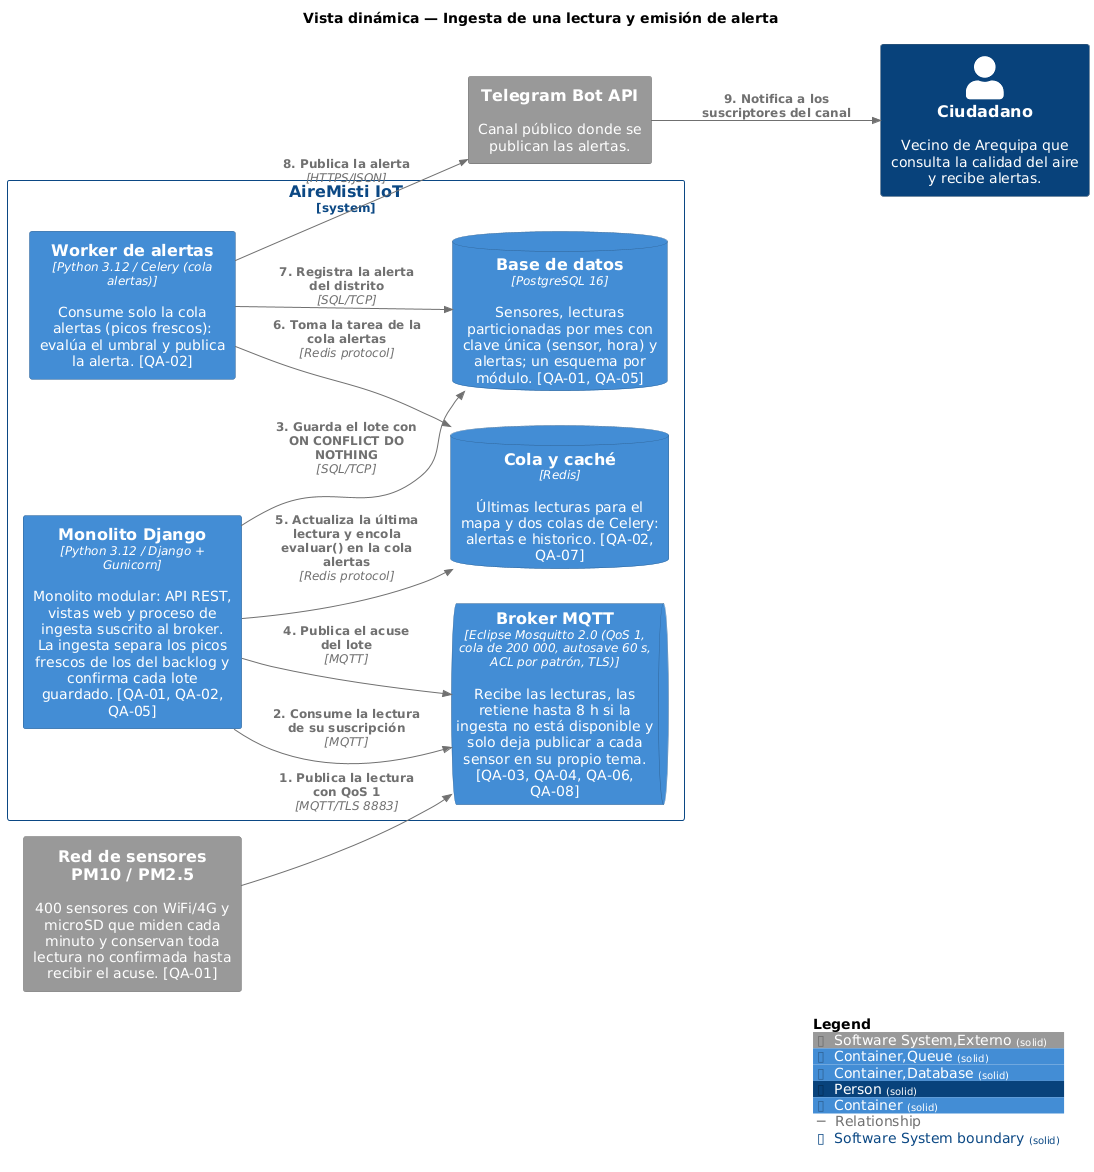 Vista dinámica — Ingesta de una lectura y emisión de alerta
Telegram Bot API
Canal público donde se
publican las alertas.
9. Notifica a los
suscriptores del canal
Ciudadano
Vecino de Arequipa que
consulta la calidad del aire
y recibe alertas.
8. Publica la alerta
[HTTPS/JSON]
AireMisti IoT
[system]
Worker de alertas
[Python 3.12 / Celery (cola
alertas)]
Consume solo la cola
alertas (picos frescos):
evalúa el umbral y publica
la alerta. [QA-02]
7. Registra la alerta
del distrito
[SQL/TCP]
6. Toma la tarea de la
cola alertas
[Redis protocol]
Base de datos
[PostgreSQL 16]
Sensores, lecturas
particionadas por mes con
clave única (sensor, hora) y
alertas; un esquema por
módulo. [QA-01, QA-05]
3. Guarda el lote con
ON CONFLICT DO
NOTHING
[SQL/TCP]
Cola y caché
[Redis]
Últimas lecturas para el
mapa y dos colas de Celery:
alertas e historico. [QA-02,
QA-07]
Monolito Django
[Python 3.12 / Django +
Gunicorn]
Monolito modular: API REST,
vistas web y proceso de
ingesta suscrito al broker.
La ingesta separa los picos
frescos de los del backlog y
confirma cada lote
guardado. [QA-01, QA-02,
QA-05]
5. Actualiza la última
lectura y encola
evaluar() en la cola
alertas
[Redis protocol]
4. Publica el acuse
del lote
[MQTT]
2. Consume la lectura
de su suscripción
[MQTT]
1. Publica la lectura
con QoS 1
[MQTT/TLS 8883]
Broker MQTT
[Eclipse Mosquitto 2.0 (QoS 1,
cola de 200 000, autosave 60 s,
ACL por patrón, TLS)]
Recibe las lecturas, las
retiene hasta 8 h si la
ingesta no está disponible y
solo deja publicar a cada
sensor en su propio tema.
[QA-03, QA-04, QA-06,
QA-08]
Red de sensores
PM10 / PM2.5
400 sensores con WiFi/4G y
microSD que miden cada
minuto y conservan toda
lectura no confirmada hasta
recibir el acuse. [QA-01]
Legend
Software System,Externo (solid)
Container,Queue (solid)
Container,Database (solid)
Person (solid)
Container (solid)
Relationship
Software System boundary (solid)